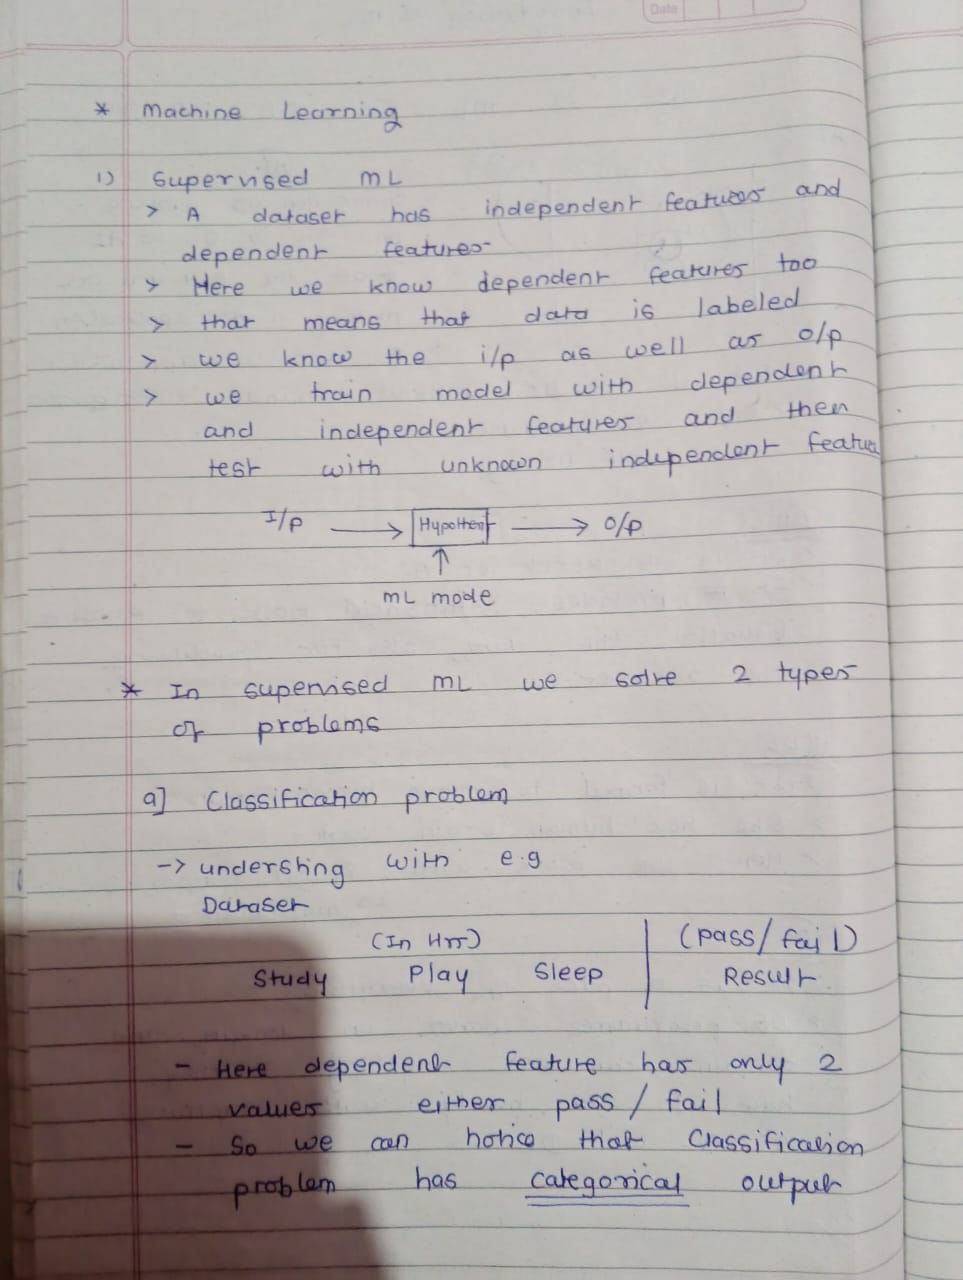 Date
* Machine Learning
1) Supervised ML
> A dataset has independent features and
dependent features
> Here we know dependent features too
> that means that data is labeled
> we know the i/p as well as o/p
> we train model with dependent
and independent features and then
test with unknown independent featu
I/p → → o/p
↑
ML mode
* In supervised ML we solve 2 types
of problems
a] Classification problem
-> understing with e.g
Dataset
(In Hrs) (pass/fail)
Study Play Sleep Result
- Here dependent feature has only 2
values either pass / fail
- So we can notice that Classification
problem has categorical output